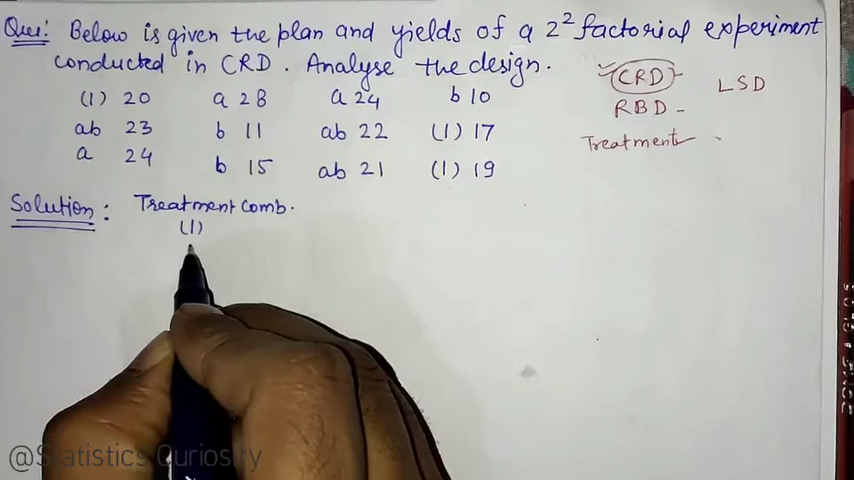 Ques: Below is given the plan and yields of a 2² factorial experiment
conducted in CRD. Analyse the design.
(1) 20 a 28 a 24 b 10
ab 23 b 11 ab 22 (1) 17
a 24 b 15 ab 21 (1) 19
CRD LSD
RBD
Treatment
Solution: Treatment comb.
(1)
@Statistics Quriosity